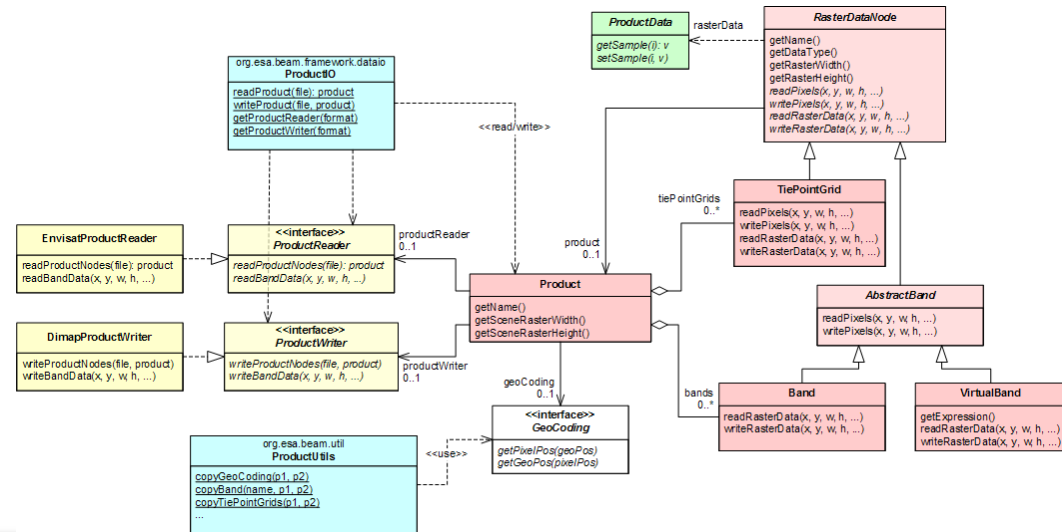 ProductData
getSample(i): v
setSample(i, v)
rasterData
RasterDataNode
getName()
getDataType()
getRasterWidth()
getRasterHeight()
readPixels(x, y, w, h, ...)
writePixels(x, y, w, h, ...)
readRasterData(x, y, w, h, ...)
writeRasterData(x, y, w, h, ...)
org.esa.beam.framework.dataio
ProductIO
readProduct(file): product
writeProduct(file, product)
getProductReader(format)
getProductWriter(format)
<<read/write>>
TiePointGrid
readPixels(x, y, w, h, ...)
writePixels(x, y, w, h, ...)
readRasterData(x, y, w, h, ...)
writeRasterData(x, y, w, h, ...)
tiePointGrids
0..*
EnvisatProductReader
readProductNodes(file): product
readBandData(x, y, w, h, ...)
<<interface>>
ProductReader
readProductNodes(file): product
readBandData(x, y, w, h, ...)
productReader
0..1
product
0..1
Product
getName()
getSceneRasterWidth()
getSceneRasterHeight()
AbstractBand
readPixels(x, y, w, h, ...)
writePixels(x, y, w, h, ...)
DimapProductWriter
writeProductNodes(file, product)
writeBandData(x, y, w, h, ...)
<<interface>>
ProductWriter
writeProductNodes(file, product)
writeBandData(x, y, w, h, ...)
productWriter
0..1
geoCoding
0..1
bands
0..*
Band
readRasterData(x, y, w, h, ...)
writeRasterData(x, y, w, h, ...)
VirtualBand
getExpression()
readRasterData(x, y, w, h, ...)
writeRasterData(x, y, w, h, ...)
<<interface>>
GeoCoding
getPixelPos(geoPos)
getGeoPos(pixelPos)
<<use>>
org.esa.beam.util
ProductUtils
copyGeoCoding(p1, p2)
copyBand(name, p1, p2)
copyTiePointGrids(p1, p2)
...